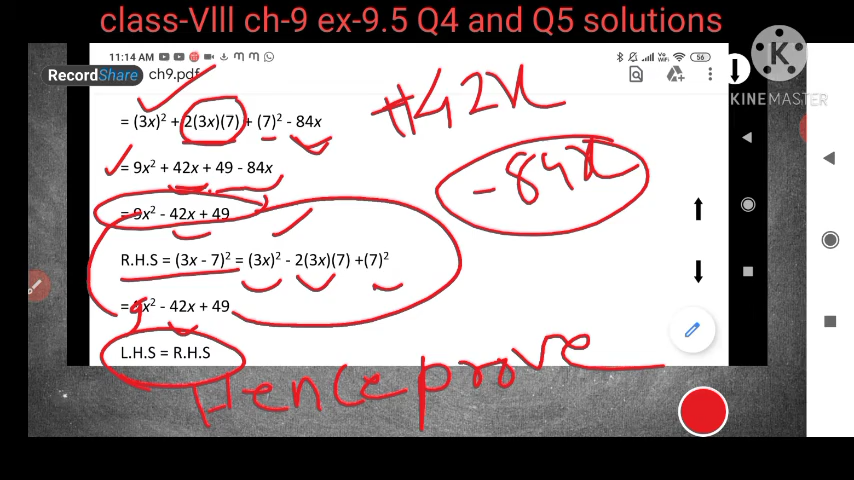 class-VIII ch-9 ex-9.5 Q4 and Q5 solutions
11:14 AM
56
RecordShare
ch9.pdf
K
KINEMASTER
= (3x)² + 2(3x)(7) + (7)² - 84x
+42x
= 9x² + 42x + 49 - 84x
-84x
= 9x² - 42x + 49
R.H.S = (3x - 7)² = (3x)² - 2(3x)(7) +(7)²
= 9x² - 42x + 49
L.H.S = R.H.S
Hence prove